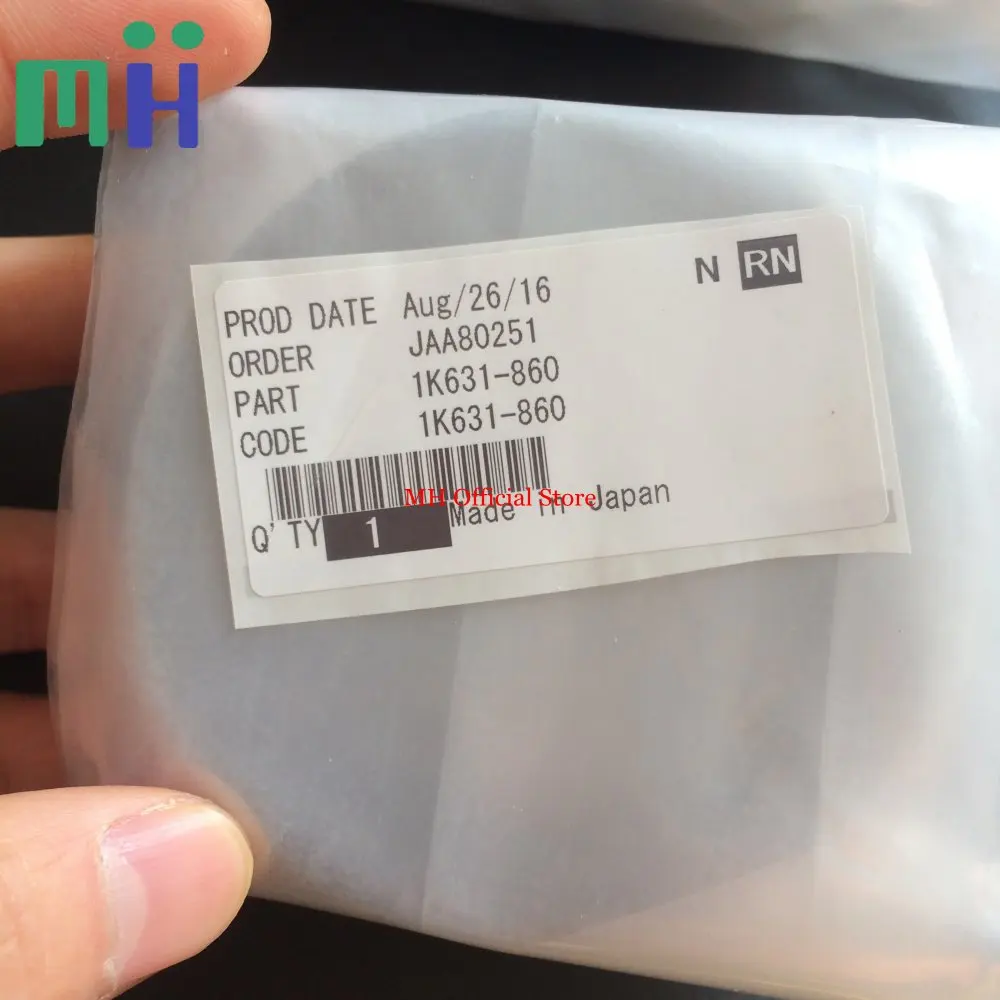 MH
N RN
PROD DATE Aug/26/16
ORDER JAA80251
PART 1K631-860
CODE 1K631-860
MH Official Store
Q'TY 1 Made in Japan